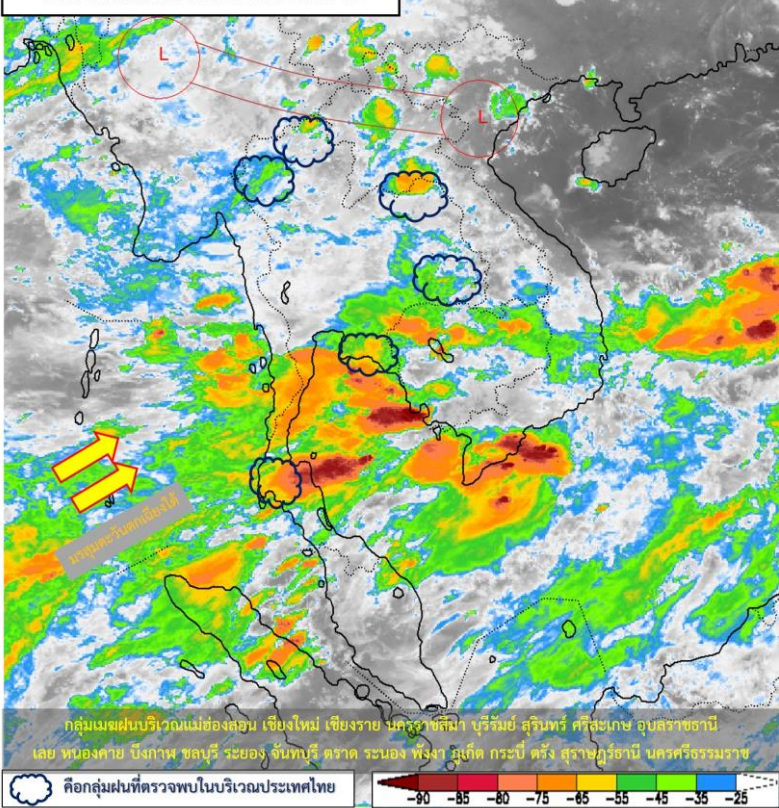 L
L
มรสุมตะวันตกเฉียงใต้
กลุ่มเมฆฝนบริเวณแม่ฮ่องสอน เชียงใหม่ เชียงราย นครราชสีมา บุรีรัมย์ สุรินทร์ ศรีสะเกษ อุบลราชธานี
เลย หนองคาย บึงกาฬ ชลบุรี ระยอง จันทบุรี ตราด ระนอง พังงา ภูเก็ต กระบี่ ตรัง สุราษฎร์ธานี นครศรีธรรมราช
คือกลุ่มฝนที่ตรวจพบในบริเวณประเทศไทย
-90 -85 -80 -75 -65 -55 -45 -35 -25